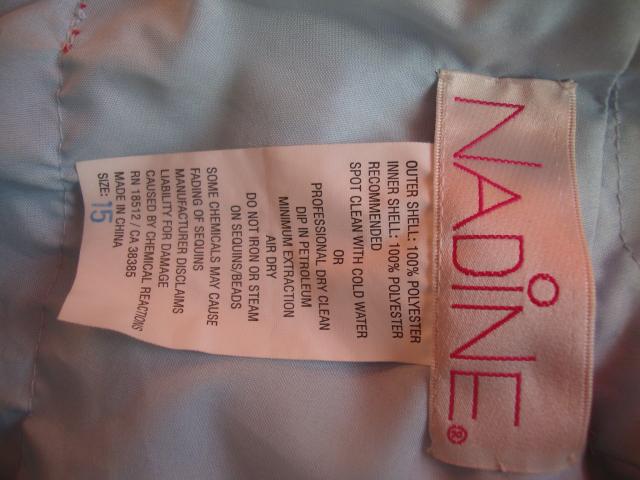 NADINE®
OUTER SHELL: 100% POLYESTER
INNER SHELL: 100% POLYESTER
RECOMMENDED
SPOT CLEAN WITH COLD WATER
OR
PROFESSIONAL DRY CLEAN
DIP IN PETROLEUM
MINIMUM EXTRACTION
AIR DRY
DO NOT IRON OR STEAM
ON SEQUINS/BEADS
SOME CHEMICALS MAY CAUSE
FADING OF SEQUINS
MANUFACTURER DISCLAIMS
LIABILITY FOR DAMAGE
CAUSED BY CHEMICAL REACTIONS
RN 18512 / CA 38385
MADE IN CHINA
SIZE: 15